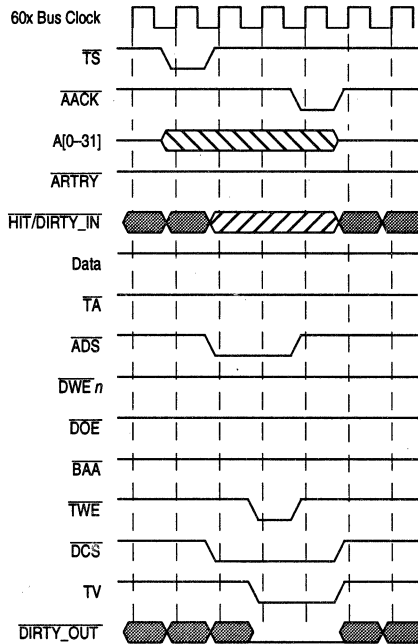 60x Bus Clock
TS
AACK
A[0–31]
ARTRY
HIT/DIRTY_IN
Data
TA
ADS
DWE n
DOE
BAA
TWE
DCS
TV
DIRTY_OUT